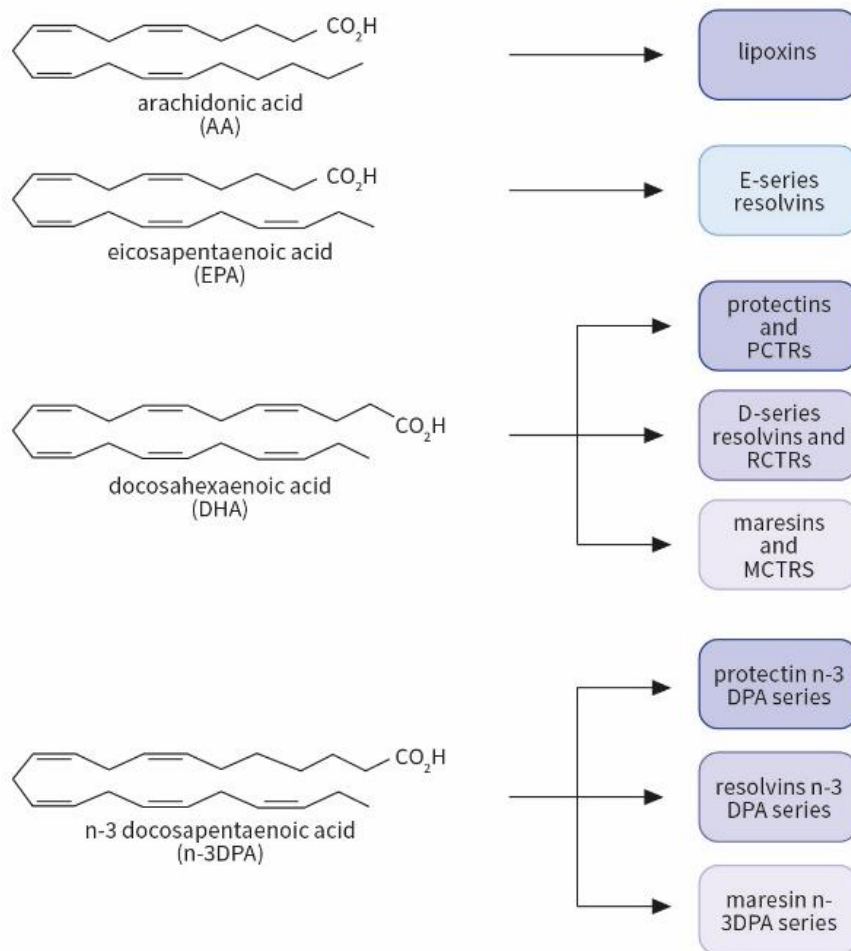 CO₂H
arachidonic acid
(AA)
lipoxins
CO₂H
eicosapentaenoic acid
(EPA)
E-series
resolvins
CO₂H
docosahexaenoic acid
(DHA)
protectins
and
PCTRs
D-series
resolvins and
RCTRs
maresins
and
MCTRS
CO₂H
n-3 docosapentaenoic acid
(n-3DPA)
protectin n-3
DPA series
resolvins n-3
DPA series
maresin n-
3DPA series